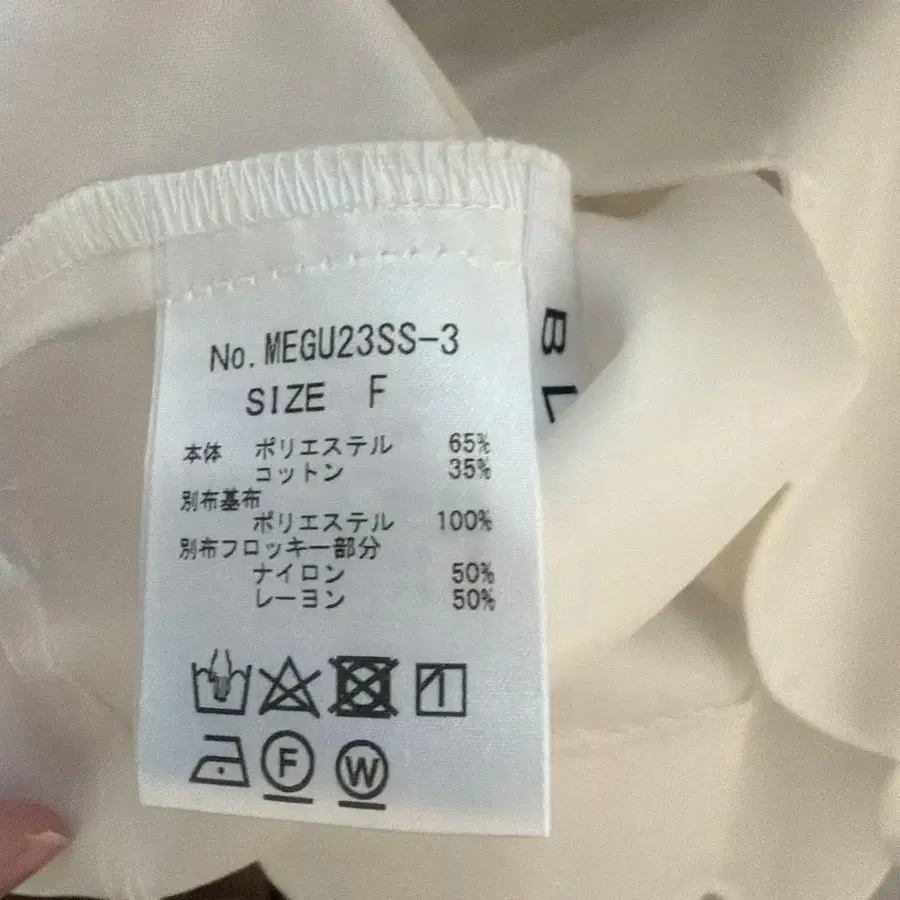 No. MEGU23SS-3
SIZE F
本体 ポリエステル 65%
コットン 35%
別布基布
ポリエステル 100%
別布フロッキー部分
ナイロン 50%
レーヨン 50%
F W
BL